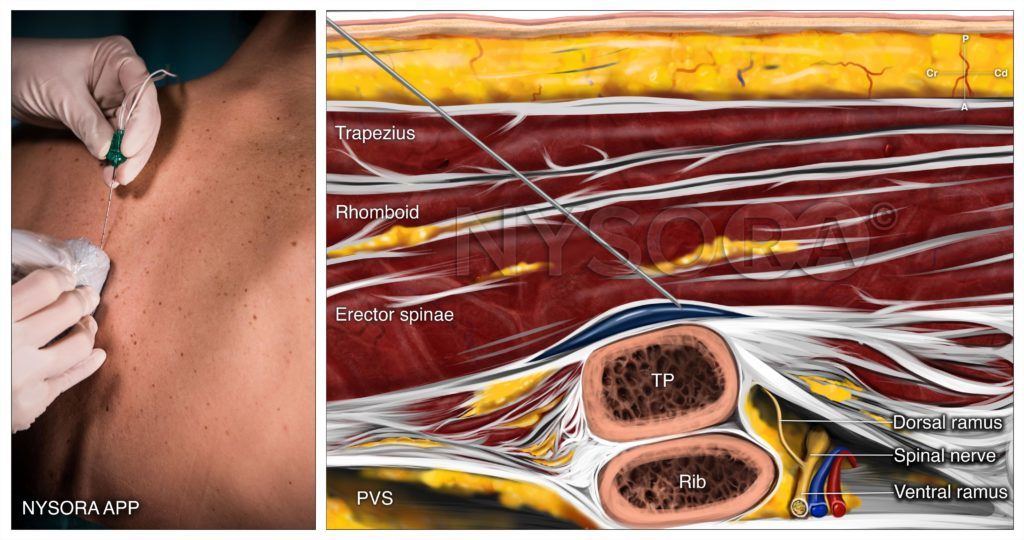 NYSORA APP
P
Cr
Cd
A
Trapezius
Rhomboid
NYSORA©
Erector spinae
TP
Dorsal ramus
Spinal nerve
Rib
Ventral ramus
PVS